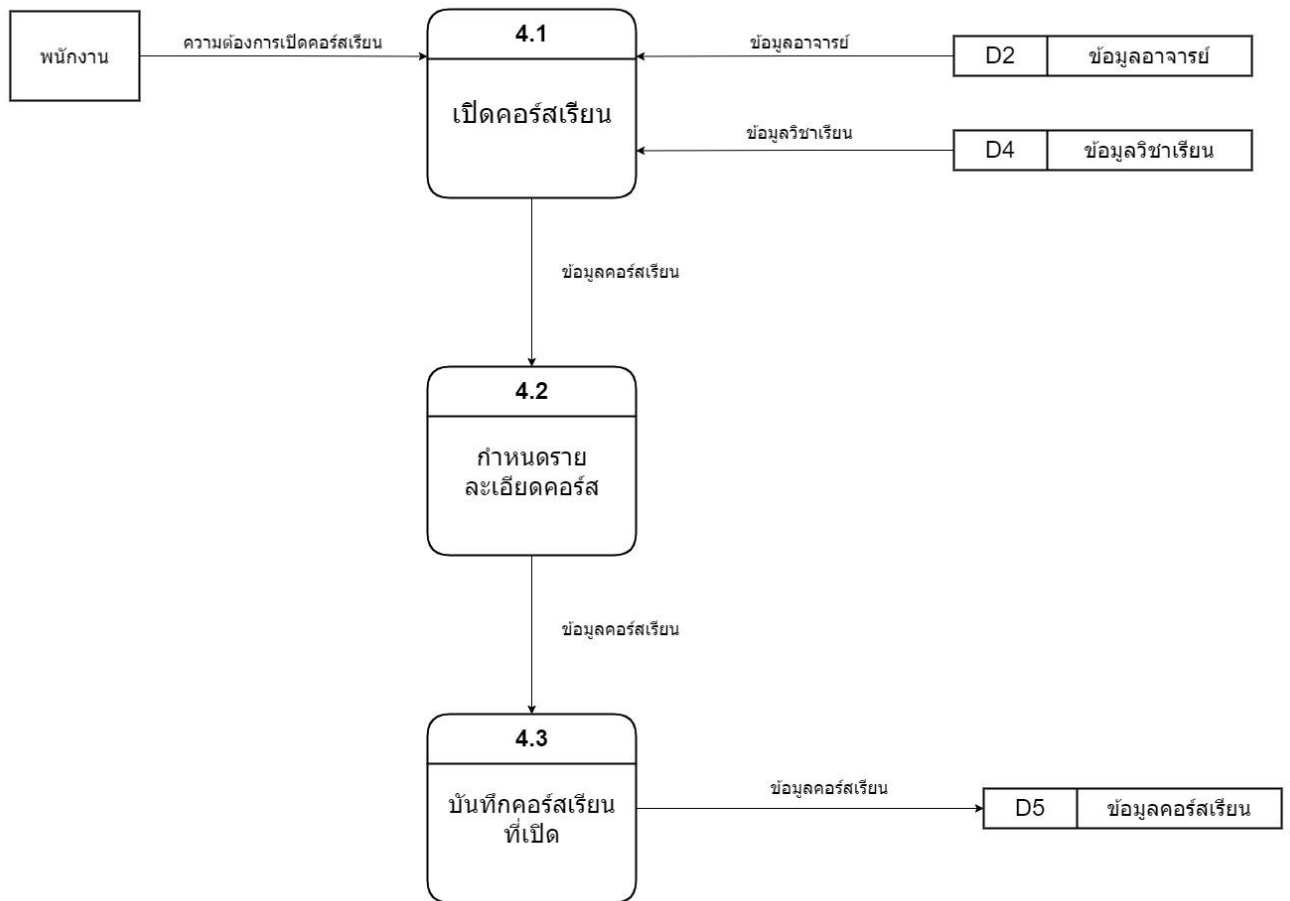 พนักงาน
ความต้องการเปิดคอร์สเรียน
4.1
เปิดคอร์สเรียน
ข้อมูลอาจารย์
D2
ข้อมูลอาจารย์
ข้อมูลวิชาเรียน
D4
ข้อมูลวิชาเรียน
ข้อมูลคอร์สเรียน
4.2
กำหนดราย
ละเอียดคอร์ส
ข้อมูลคอร์สเรียน
4.3
บันทึกคอร์สเรียน
ที่เปิด
ข้อมูลคอร์สเรียน
D5
ข้อมูลคอร์สเรียน